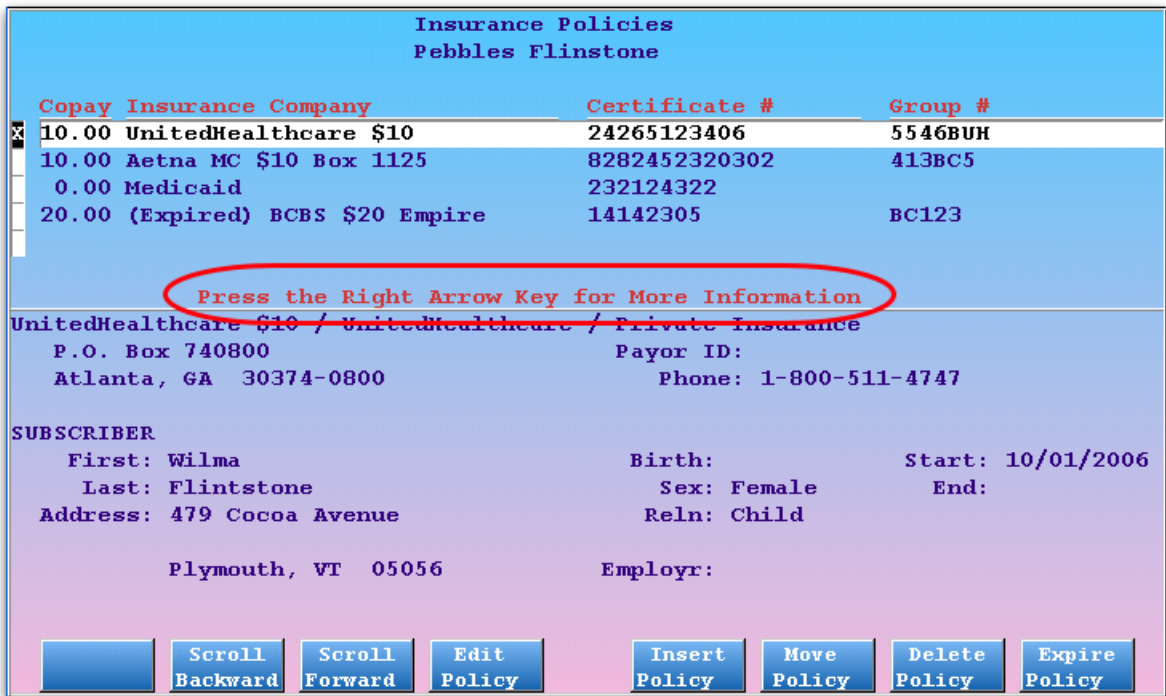 Insurance Policies
Pebbles Flinstone
Copay Insurance Company Certificate # Group #
X 10.00 UnitedHealthcare $10 24265123406 5546BUH
10.00 Aetna MC $10 Box 1125 8282452320302 413BC5
0.00 Medicaid 232124322
20.00 (Expired) BCBS $20 Empire 14142305 BC123
Press the Right Arrow Key for More Information
UnitedHealthcare $10 / UnitedHealthcare / Private Insurance
P.O. Box 740800 Payor ID:
Atlanta, GA 30374-0800 Phone: 1-800-511-4747
SUBSCRIBER
First: Wilma Birth: Start: 10/01/2006
Last: Flintstone Sex: Female End:
Address: 479 Cocoa Avenue Reln: Child
Plymouth, VT 05056 Employr:
Scroll Scroll Edit Insert Move Delete Expire
Backward Forward Policy Policy Policy Policy Policy